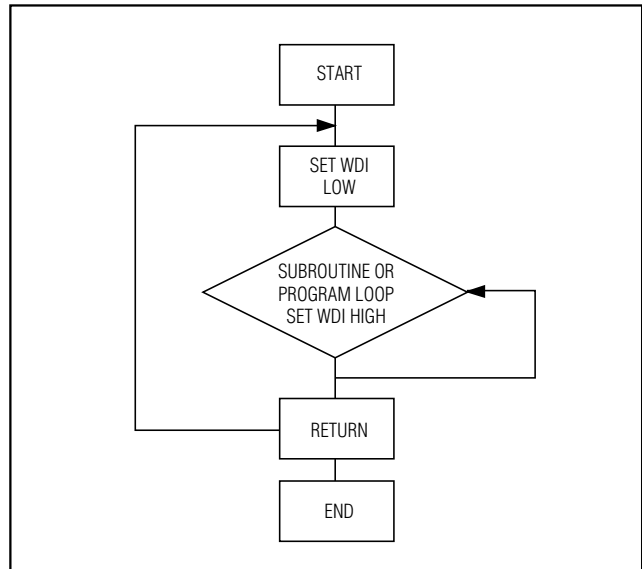 START
SET WDI
LOW
SUBROUTINE OR
PROGRAM LOOP
SET WDI HIGH
RETURN
END